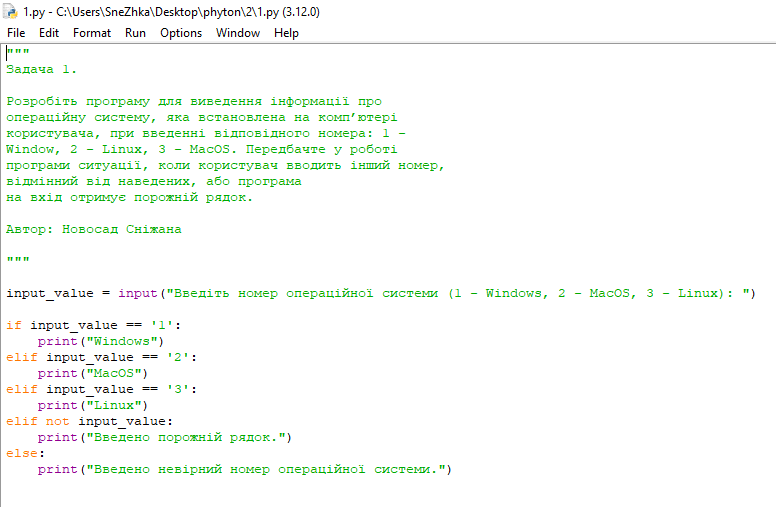 1.py - C:\Users\SneZhka\Desktop\phyton\2\1.py (3.12.0)
File Edit Format Run Options Window Help
"""
Задача 1.
Розробіть програму для виведення інформації про
операційну систему, яка встановлена на комп’ютері
користувача, при введенні відповідного номера: 1 –
Window, 2 – Linux, 3 – MacOS. Передбачте у роботі
програми ситуації, коли користувач вводить інший номер,
відмінний від наведених, або програма
на вхід отримує порожній рядок.
Автор: Новосад Сніжана
"""
input_value = input("Введіть номер операційної системи (1 – Windows, 2 – MacOS, 3 – Linux): ")
if input_value == '1':
    print("Windows")
elif input_value == '2':
    print("MacOS")
elif input_value == '3':
    print("Linux")
elif not input_value:
    print("Введено порожній рядок.")
else:
    print("Введено невірний номер операційної системи.")